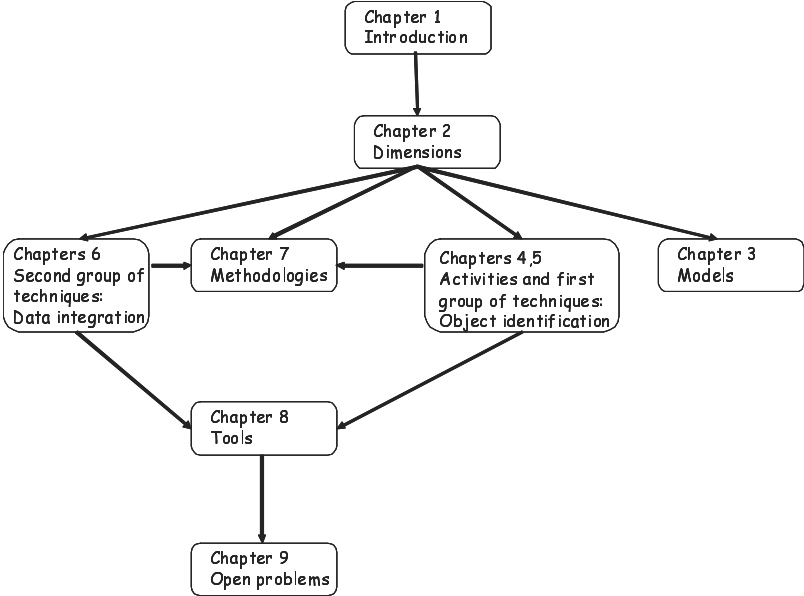 Chapter 1
Introduction
Chapter 2
Dimensions
Chapters 6
Second group of
techniques:
Data integration
Chapter 7
Methodologies
Chapters 4,5
Activities and first
group of techniques:
Object identification
Chapter 3
Models
Chapter 8
Tools
Chapter 9
Open problems